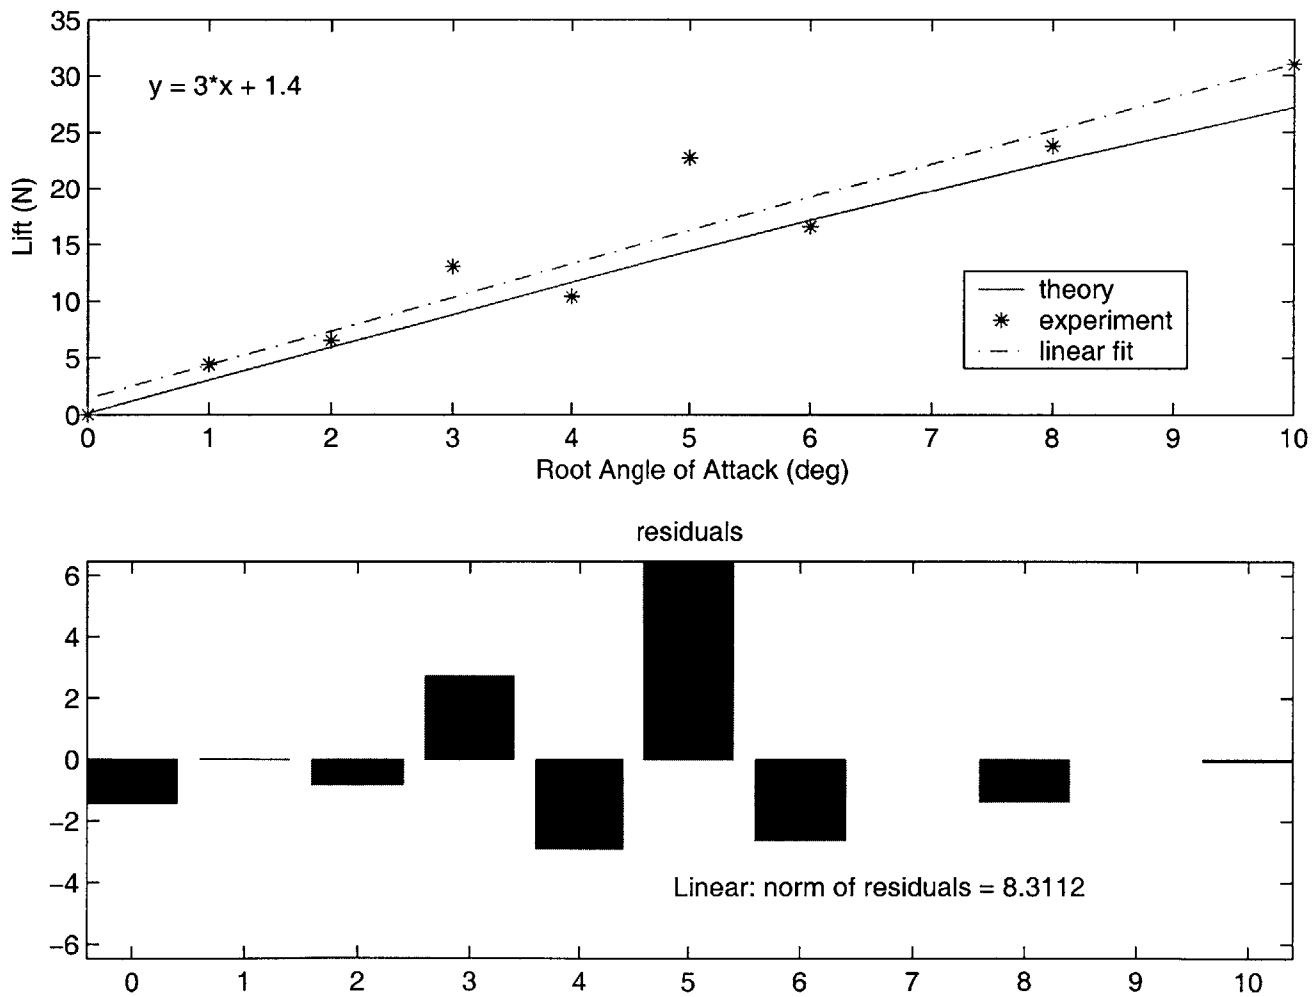 35
30
25
20
15
10
5
0
y = 3*x + 1.4
Lift (N)
theory
experiment
linear fit
0 1 2 3 4 5 6 7 8 9 10
Root Angle of Attack (deg)
residuals
6
4
2
0
−2
−4
−6
Linear: norm of residuals = 8.3112
0 1 2 3 4 5 6 7 8 9 10